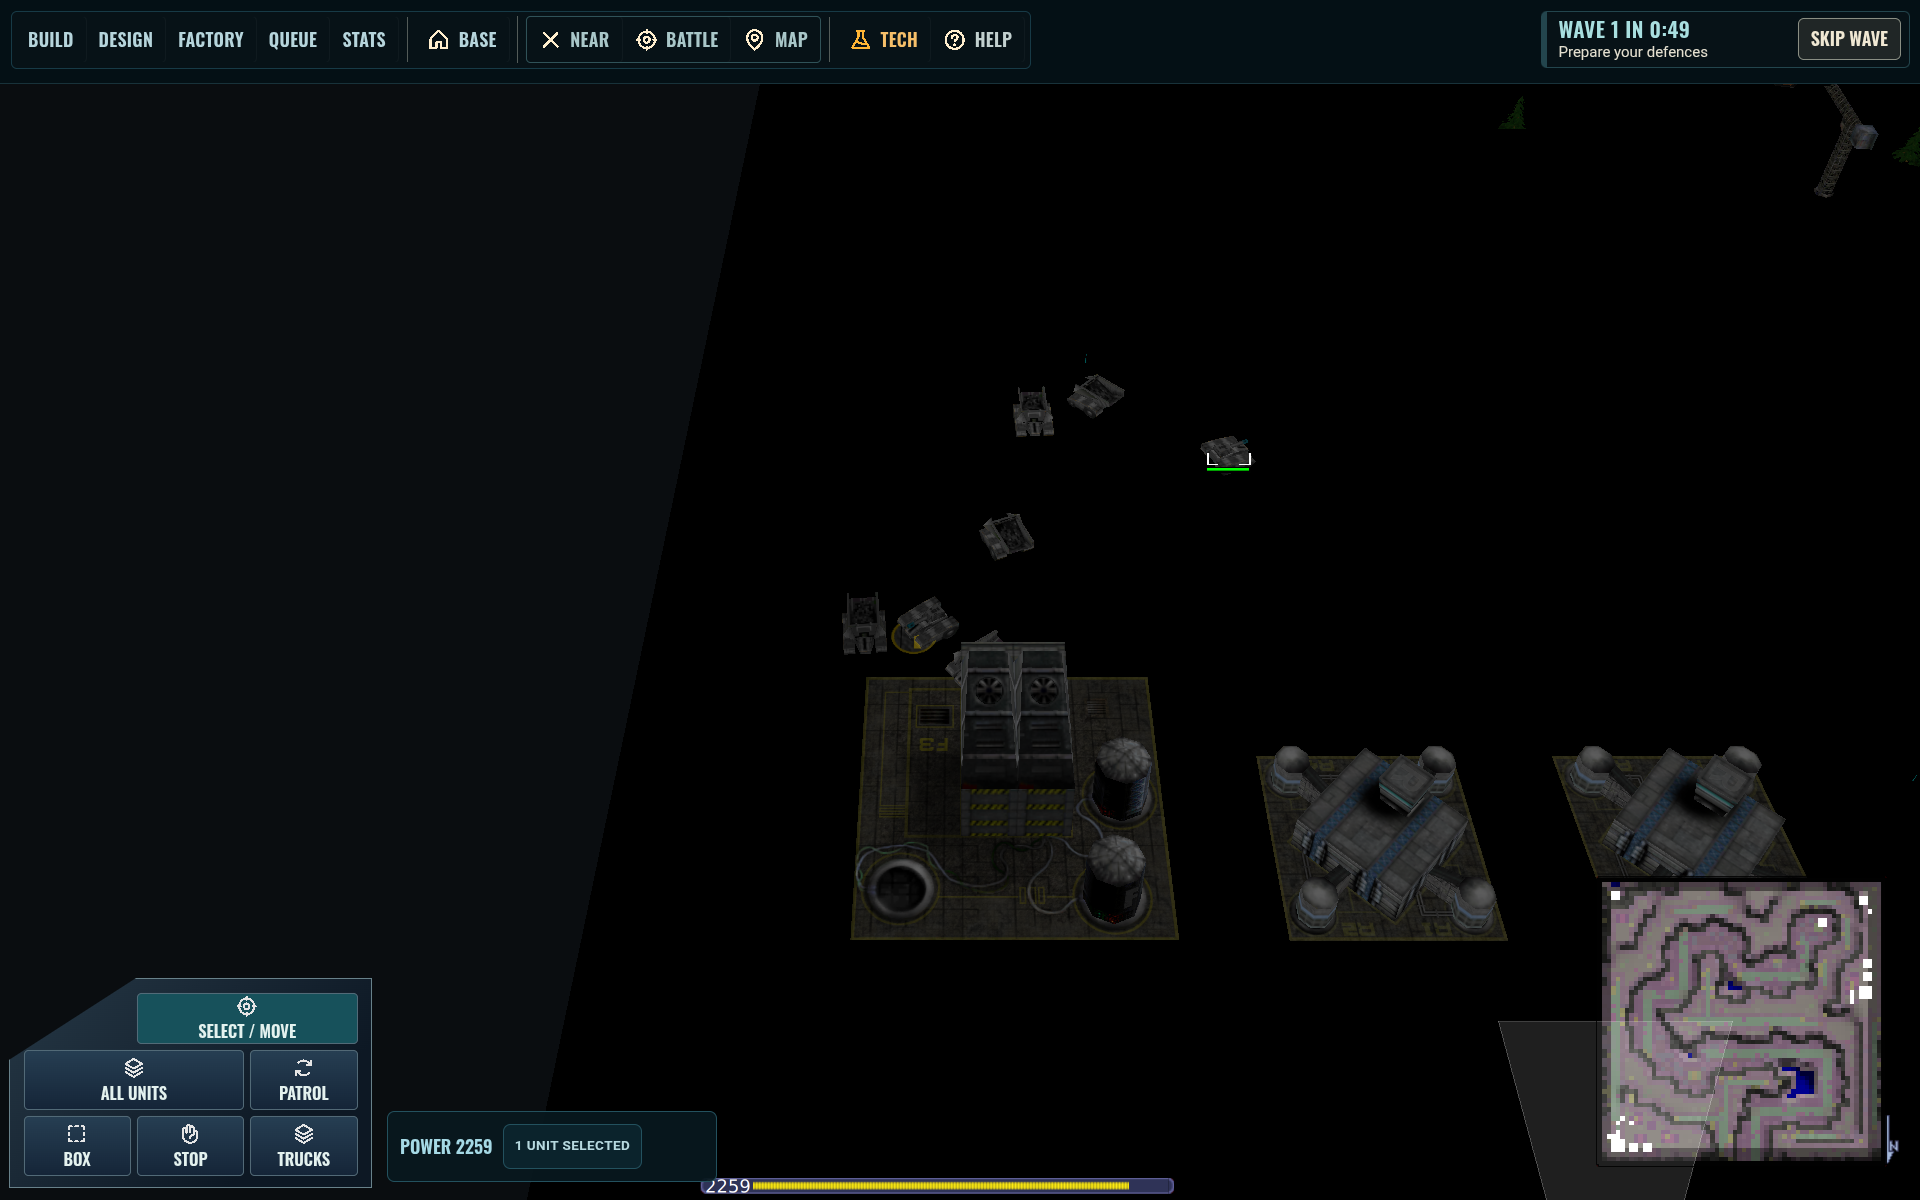 BUILD DESIGN FACTORY QUEUE STATS BASE NEAR BATTLE MAP TECH HELP
WAVE 1 IN 0:49
Prepare your defences
SKIP WAVE
SELECT / MOVE
ALL UNITS PATROL
BOX STOP TRUCKS
POWER 2259 1 UNIT SELECTED
2259
N